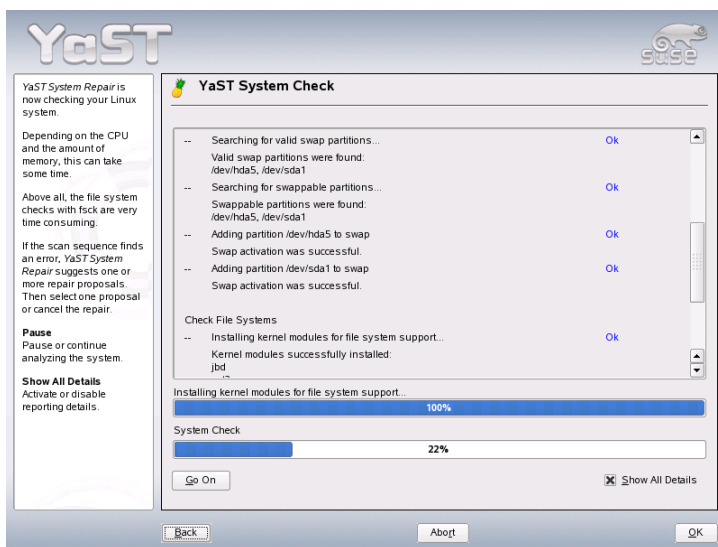 YaST
suse
YaST System Repair is
now checking your Linux
system.
Depending on the CPU
and the amount of
memory, this can take
some time.
Above all, the file system
checks with fsck are very
time consuming.
If the scan sequence finds
an error, YaST System
Repair suggests one or
more repair proposals.
Then select one proposal
or cancel the repair.
Pause
Pause or continue
analyzing the system.
Show All Details
Activate or disable
reporting details.
YaST System Check
-- Searching for valid swap partitions... Ok
Valid swap partitions were found:
/dev/hda5, /dev/sda1
-- Searching for swappable partitions... Ok
Swappable partitions were found:
/dev/hda5, /dev/sda1
-- Adding partition /dev/hda5 to swap Ok
Swap activation was successful.
-- Adding partition /dev/sda1 to swap Ok
Swap activation was successful.
Check File Systems
-- Installing kernel modules for file system support... Ok
Kernel modules successfully installed:
jbd
Installing kernel modules for file system support...
100%
System Check
22%
Go On
Show All Details
Back
Abort
OK